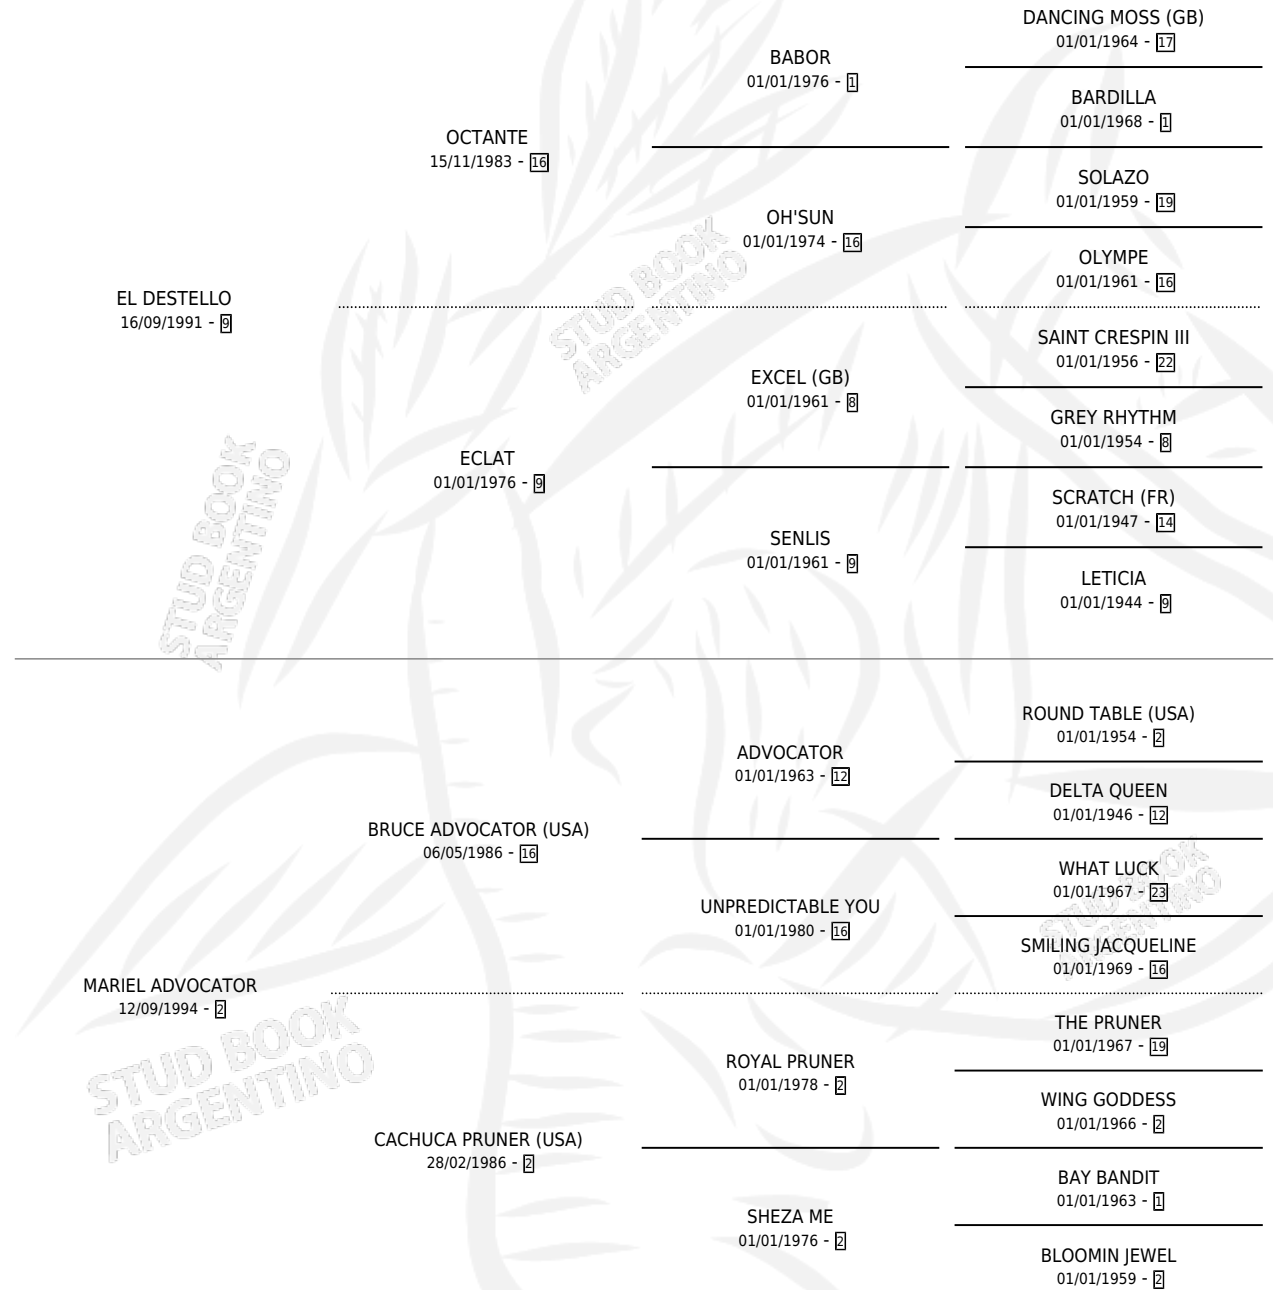 DANCING MOSS (GB)
01/01/1964 - 17
BABOR
01/01/1976 - 1
BARDILLA
01/01/1968 - 1
OCTANTE
15/11/1983 - 16
SOLAZO
01/01/1959 - 19
OH'SUN
01/01/1974 - 16
OLYMPE
01/01/1961 - 16
EL DESTELLO
16/09/1991 - 9
SAINT CRESPIN III
01/01/1956 - 22
EXCEL (GB)
01/01/1961 - 8
GREY RHYTHM
01/01/1954 - 8
ECLAT
01/01/1976 - 9
SCRATCH (FR)
01/01/1947 - 14
SENLIS
01/01/1961 - 9
LETICIA
01/01/1944 - 9
STUD BOOK
ARGENTINO
STUD BOOK
ARGENTINO
ROUND TABLE (USA)
01/01/1954 - 2
ADVOCATOR
01/01/1963 - 12
DELTA QUEEN
01/01/1946 - 12
BRUCE ADVOCATOR (USA)
06/05/1986 - 16
WHAT LUCK
01/01/1967 - 23
UNPREDICTABLE YOU
01/01/1980 - 16
SMILING JACQUELINE
01/01/1969 - 16
MARIEL ADVOCATOR
12/09/1994 - 2
THE PRUNER
01/01/1967 - 19
ROYAL PRUNER
01/01/1978 - 2
WING GODDESS
01/01/1966 - 2
CACHUCA PRUNER (USA)
28/02/1986 - 2
BAY BANDIT
01/01/1963 - 1
SHEZA ME
01/01/1976 - 2
BLOOMIN JEWEL
01/01/1959 - 2
STUD BOOK
ARGENTINO
STUD BOOK
ARGENTINO